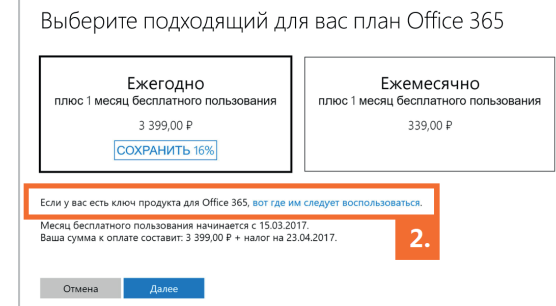 Выберите подходящий для вас план Office 365
Ежегодно
плюс 1 месяц бесплатного пользования
3 399,00 ₽
СОХРАНИТЬ 16%
Ежемесячно
плюс 1 месяц бесплатного пользования
339,00 ₽
Если у вас есть ключ продукта для Office 365, вот где им следует воспользоваться.
Месяц бесплатного пользования начинается с 15.03.2017.
Ваша сумма к оплате составит: 3 399,00 ₽ + налог на 23.04.2017.
2.
Отмена
Далее